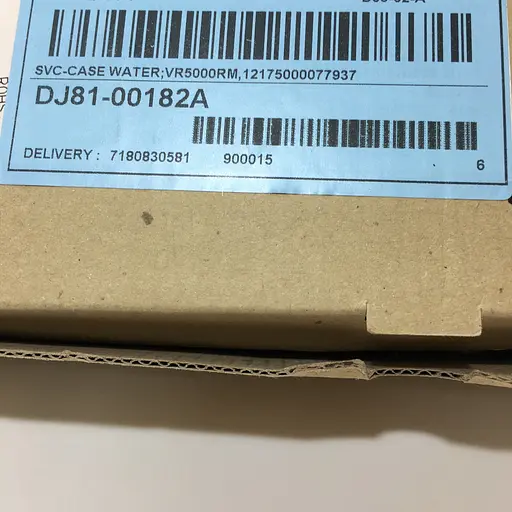 SVC-CASE WATER;VR5000RM,12175000077937
DJ81-00182A
DELIVERY : 7180830581 900015 6